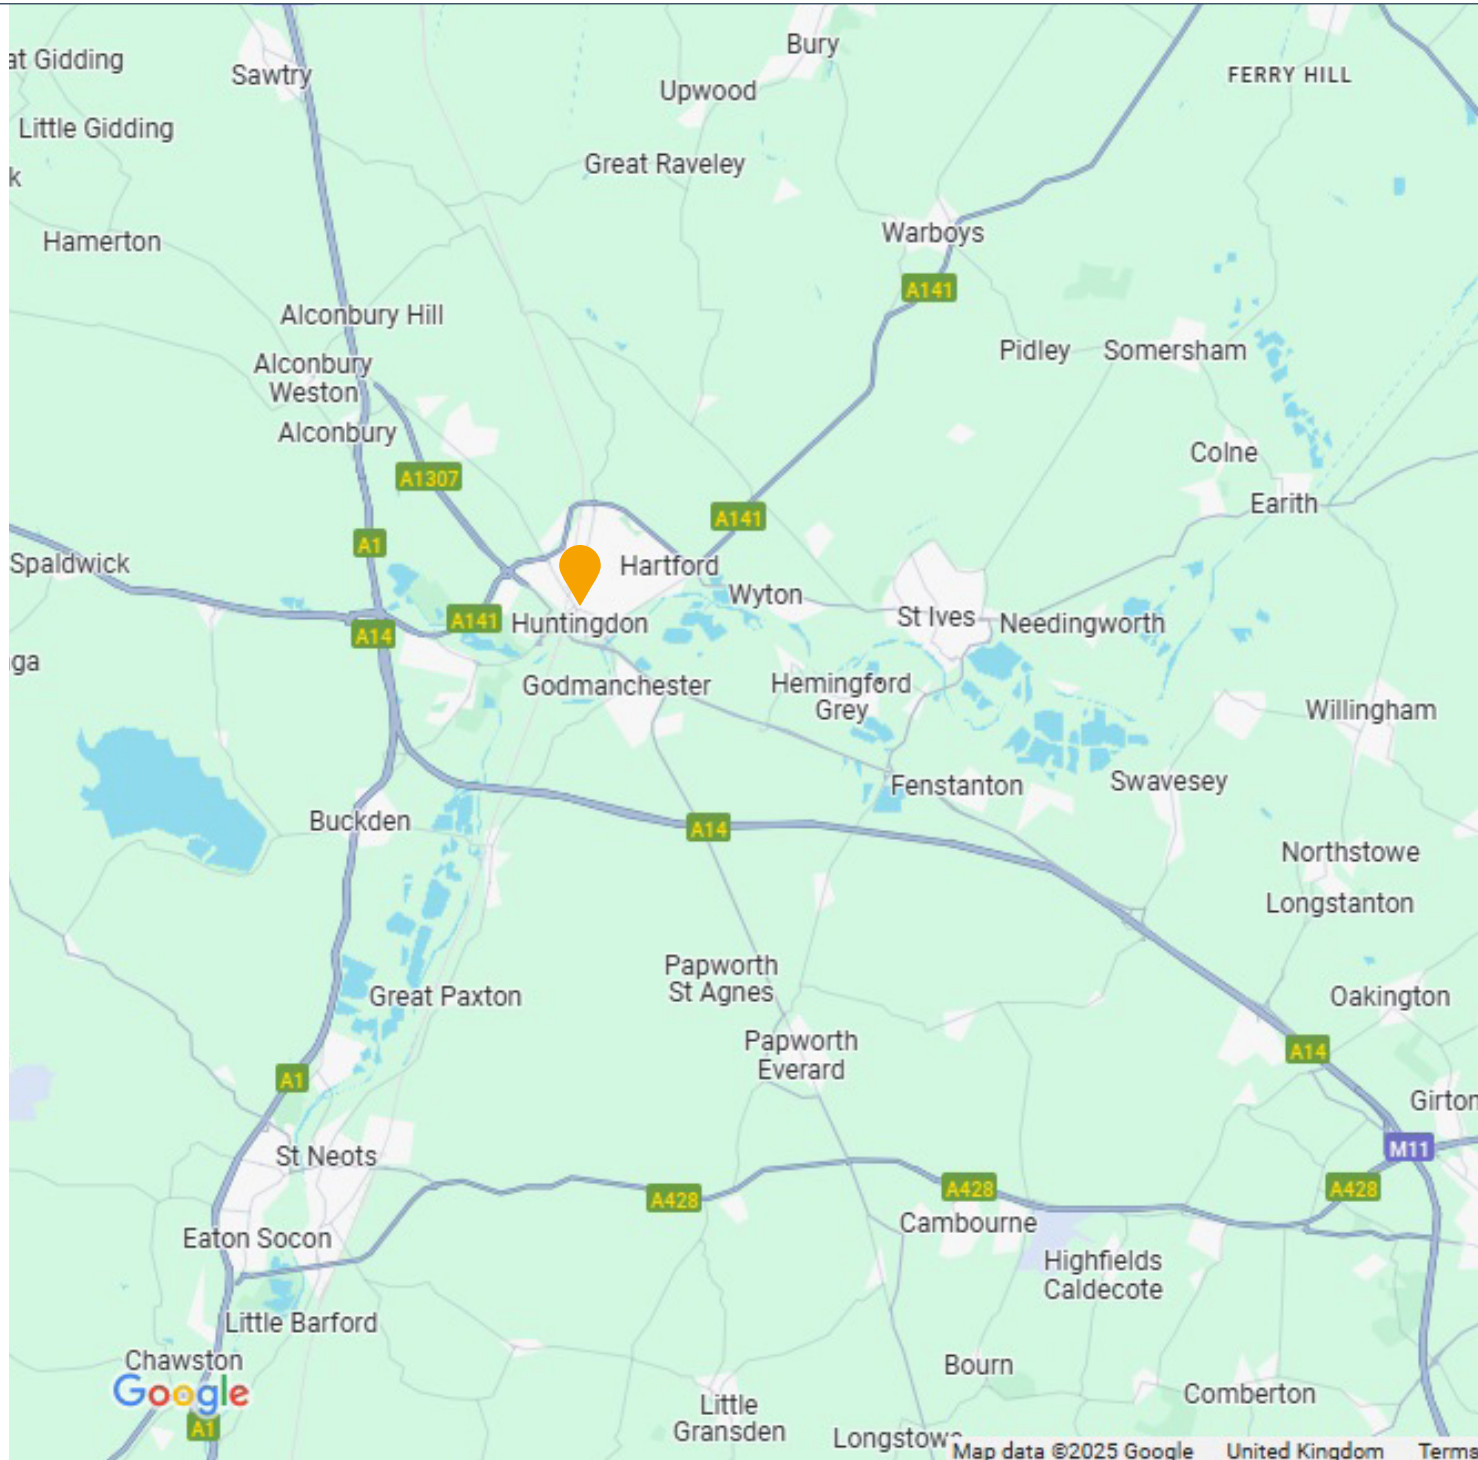 Bury
at Gidding
Sawtry
FERRY HILL
Upwood
Little Gidding
Great Raveley
k
Warboys
Hamerton
A141
Alconbury Hill
Pidley
Somersham
Alconbury
Weston
Alconbury
Colne
A1307
Earith
A141
A1
Spaldwick
Hartford
Wyton
A141
Huntingdon
St Ives
Needingworth
A14
ga
Godmanchester
Hemingford
Grey
Willingham
Fenstanton
Swavesey
Buckden
A14
Northstowe
Longstanton
Papworth
St Agnes
Great Paxton
Oakington
Papworth
Everard
A14
A1
Girton
M11
St Neots
A428
A428
A428
Cambourne
Eaton Socon
Highfields
Caldecote
Little Barford
Chawston
Bourn
Google
Comberton
Little
Gransden
A1
Longstowe
Map data ©2025 Google United Kingdom Terms